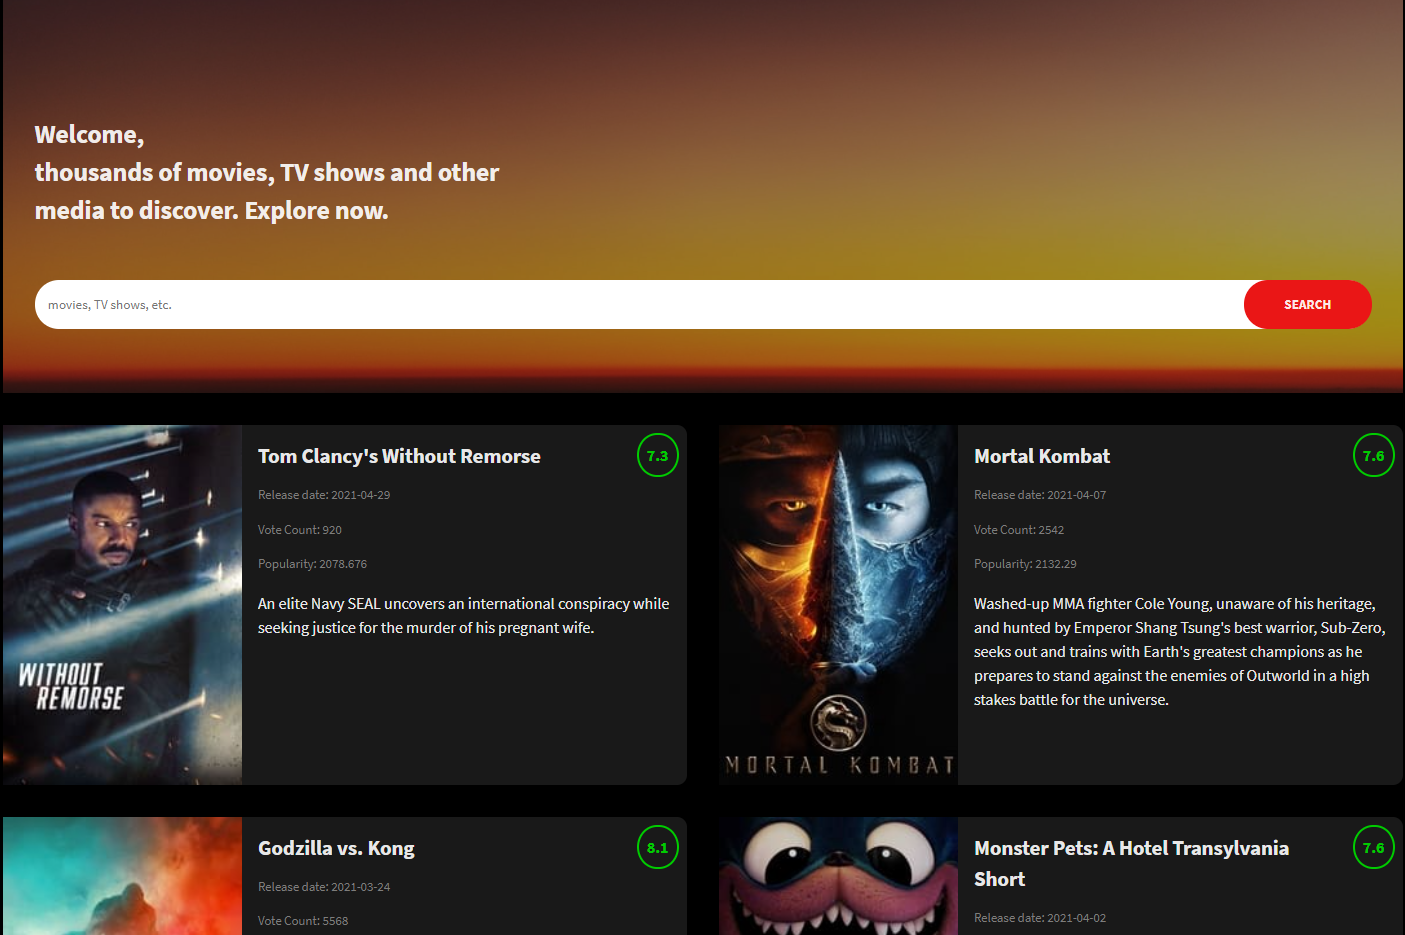 Welcome,
thousands of movies, TV shows and other
media to discover. Explore now.
movies, TV shows, etc.
SEARCH
WITHOUT
REMORSE
Tom Clancy's Without Remorse
7.3
Release date: 2021-04-29
Vote Count: 920
Popularity: 2078.676
An elite Navy SEAL uncovers an international conspiracy while
seeking justice for the murder of his pregnant wife.
MORTAL KOMBAT
Mortal Kombat
7.6
Release date: 2021-04-07
Vote Count: 2542
Popularity: 2132.29
Washed-up MMA fighter Cole Young, unaware of his heritage,
and hunted by Emperor Shang Tsung's best warrior, Sub-Zero,
seeks out and trains with Earth's greatest champions as he
prepares to stand against the enemies of Outworld in a high
stakes battle for the universe.
Godzilla vs. Kong
8.1
Release date: 2021-03-24
Vote Count: 5568
Monster Pets: A Hotel Transylvania
Short
7.6
Release date: 2021-04-02